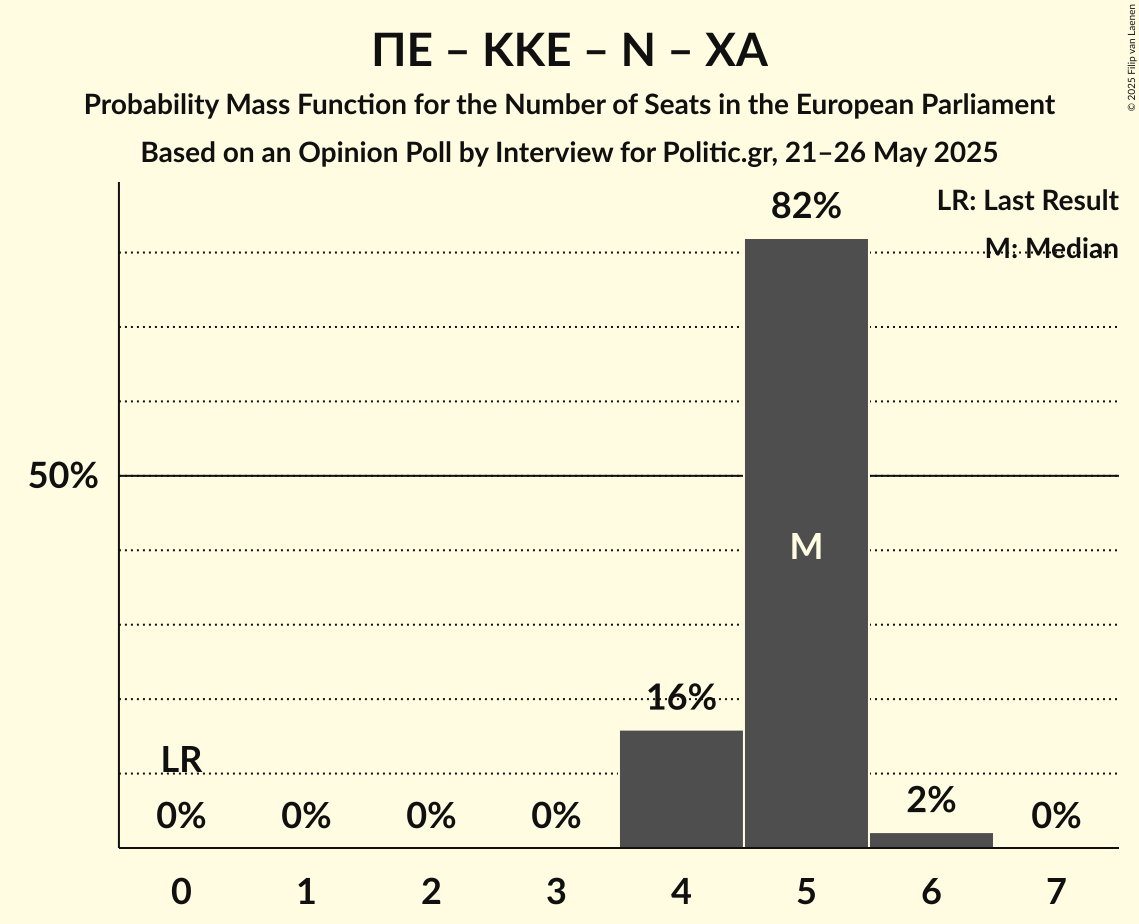 ΠΕ – ΚΚΕ – Ν – ΧΑ
Probability Mass Function for the Number of Seats in the European Parliament
Based on an Opinion Poll by Interview for Politic.gr, 21–26 May 2025
© 2025 Filip van Laenen
LR: Last Result
M: Median
82%
50%
M
16%
LR
2%
0% 0% 0% 0% 0%
0 1 2 3 4 5 6 7